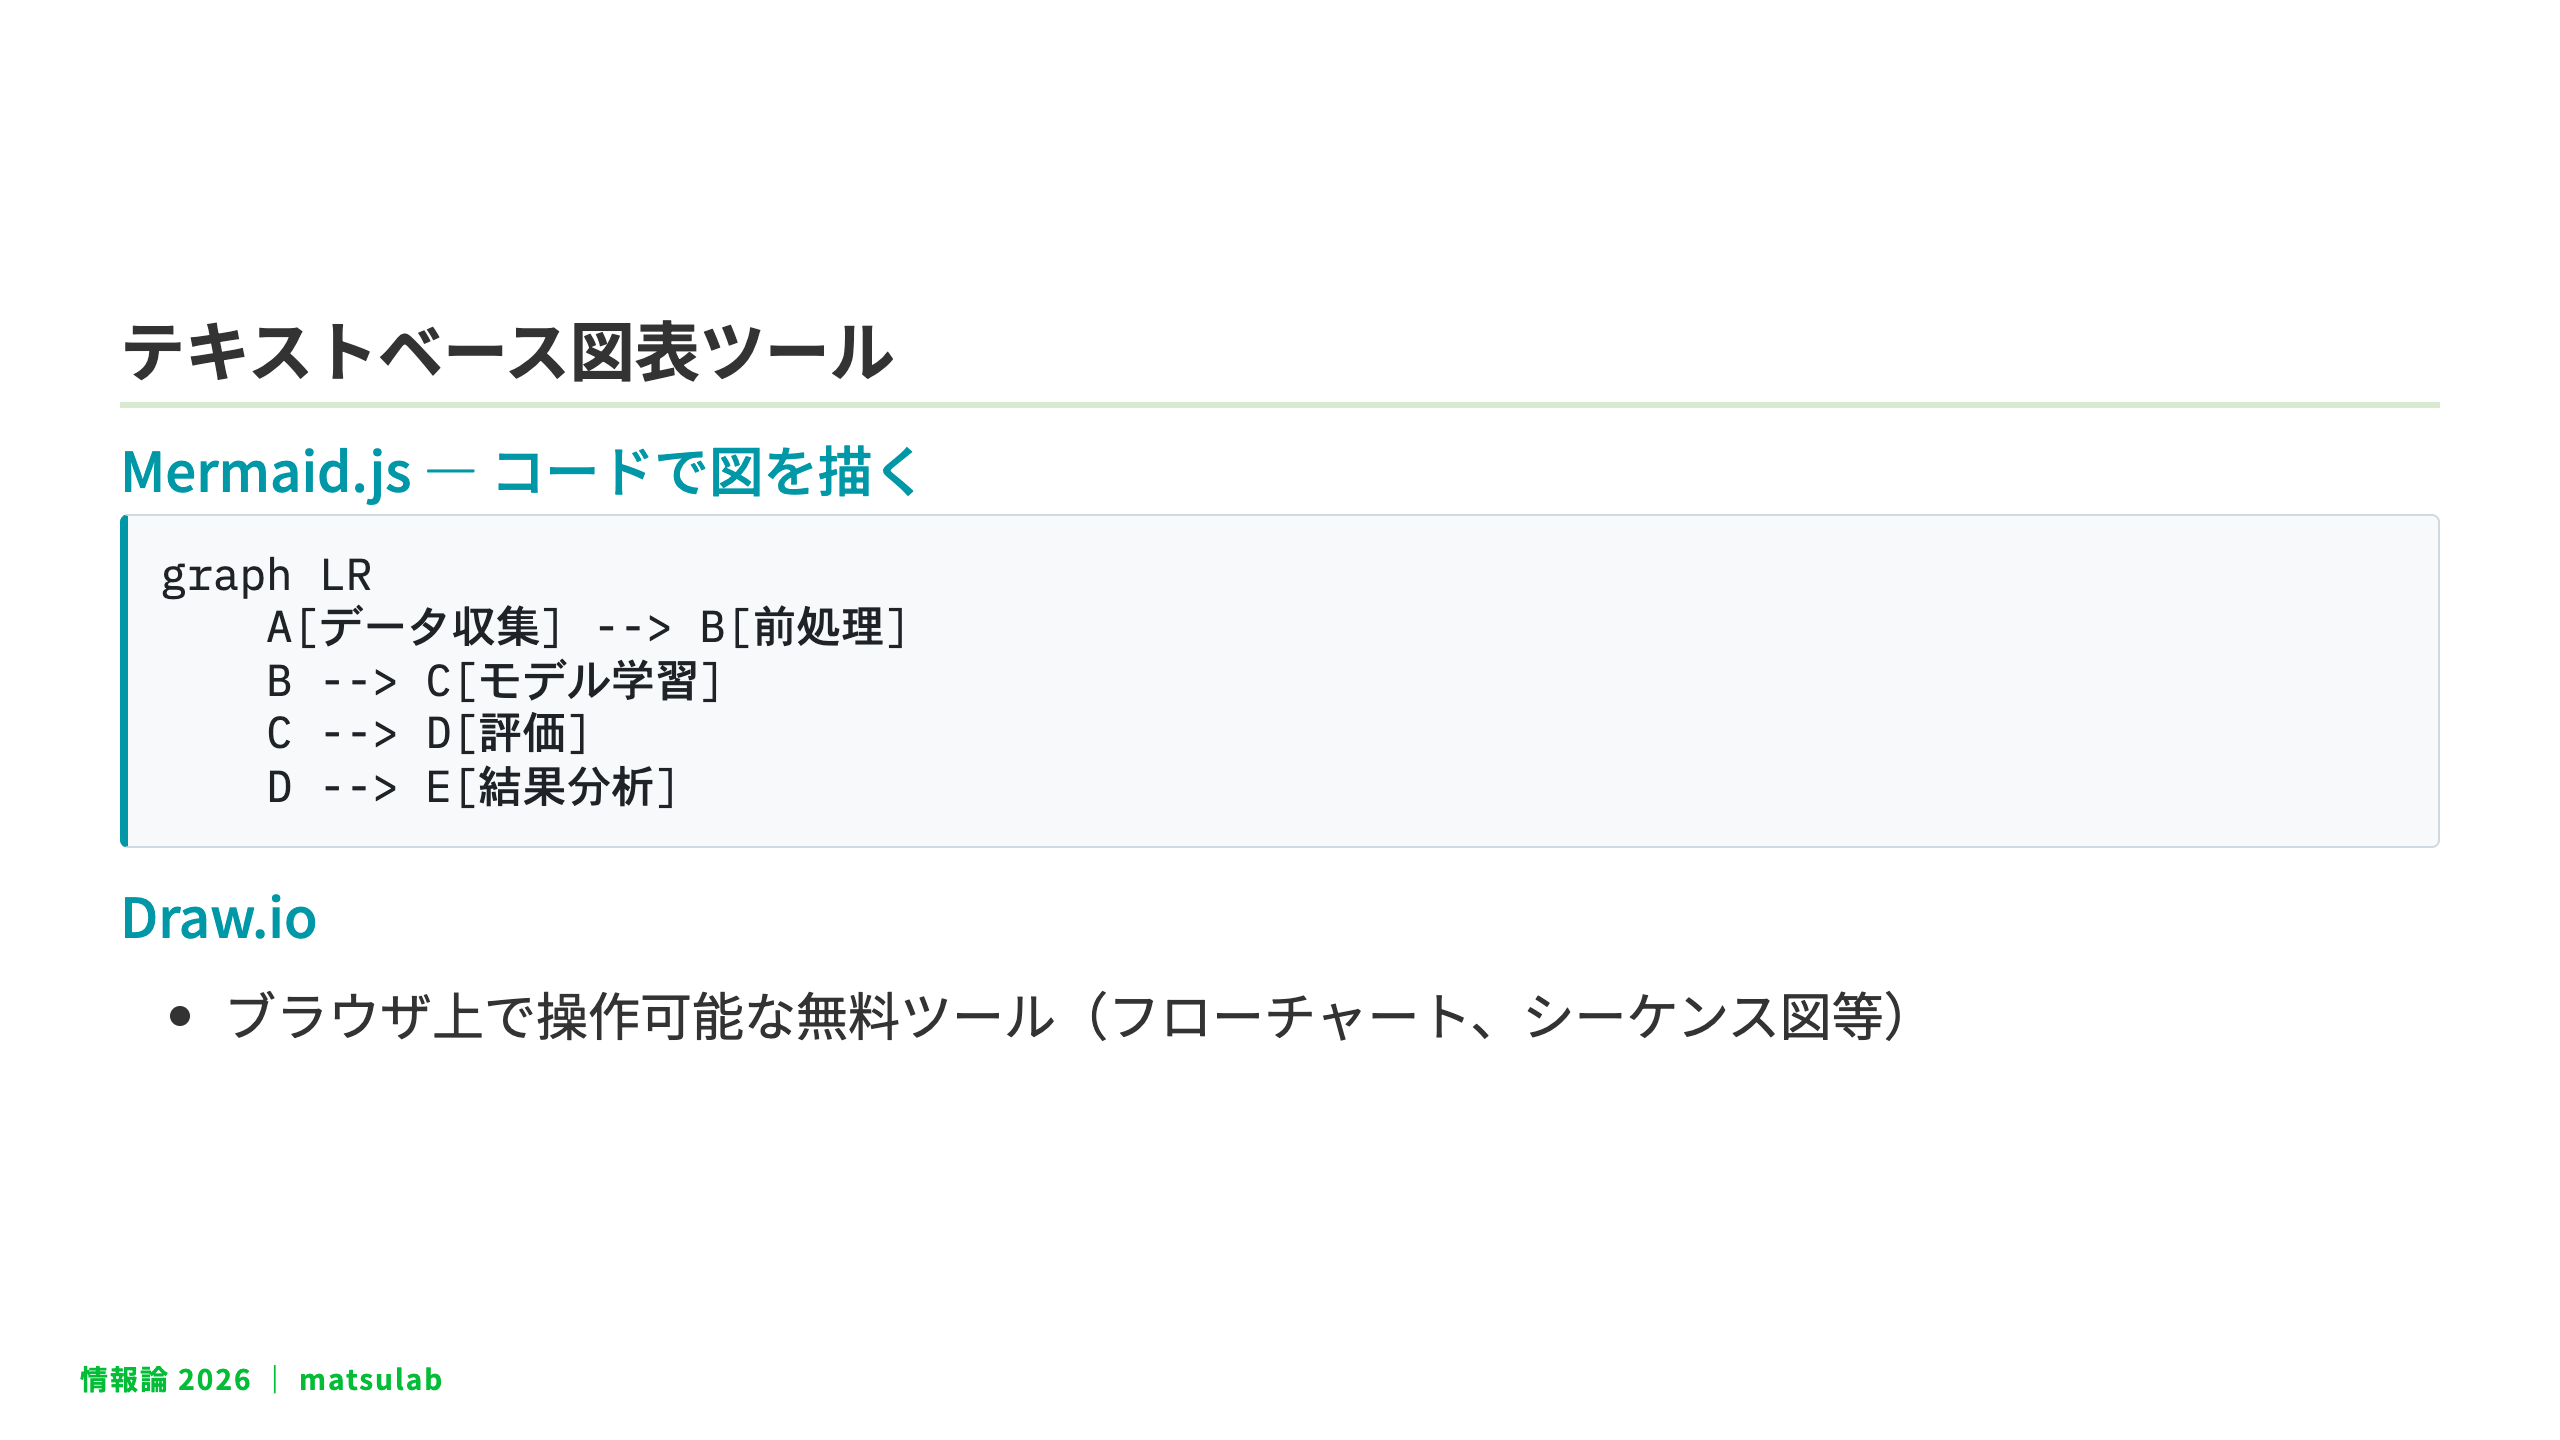 テキストベース図表ツール
Mermaid.js — コードで図を描く
graph LR
    A[データ収集] --> B[前処理]
    B --> C[モデル学習]
    C --> D[評価]
    D --> E[結果分析]
Draw.io
• ブラウザ上で操作可能な無料ツール（フローチャート、シーケンス図等）
情報論 2026 ｜ matsulab